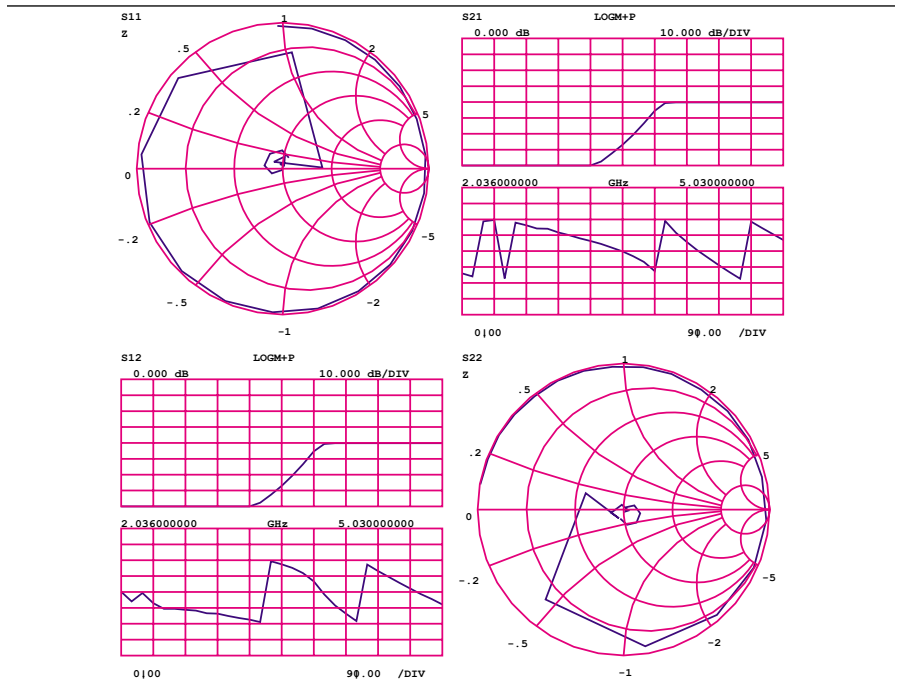 S11
Z
1
.5
2
.2
5
0
-.2
-5
-.5
-2
-1
S21 LOGM+P
0.000 dB 10.000 dB/DIV
2.036000000 GHz 5.030000000
0.00 90.00 /DIV
S12 LOGM+P
0.000 dB 10.000 dB/DIV
2.036000000 GHz 5.030000000
0.00 90.00 /DIV
S22
Z
1
.5
2
.2
5
0
-.2
-5
-.5
-2
-1